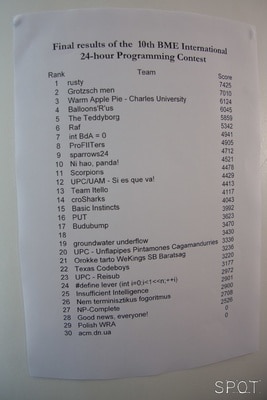 Final results of the 10th BME International
24-hour Programming Contest
Rank Team Score
1 rusty 7425
2 Grotzsch men 7010
3 Warm Apple Pie - Charles University 6124
4 Balloons'R'us 6045
5 The Teddyborg 5859
6 Raf 5342
7 int BdA = 0 4941
8 ProFIITers 4905
9 sparrows24 4712
10 Ni hao, panda! 4521
11 Scorpions 4478
12 UPC/UAM - Si es que va! 4429
13 Team Itello 4413
14 croSharks 4117
15 Basic Instincts 4043
16 PUT 3992
17 Budubump 3623
18 3470
19 groundwater underflow 3430
20 UPC - Unflapipes Pintamones Cagamandurries 3336
21 Orokke tarto WeKings SB Baratsag 3236
22 Texas Codeboys 3220
23 UPC - Reisub 3177
24 #define lever (int i=0;i<1<<n;++i) 2972
25 Insufficient Intelligence 2901
26 Nem terminisztikus fogoritmus 2900
27 NP-Complete 2708
28 Good news, everyone! 2526
29 Polish WRA 0
30 acm.dn.ua 0
S.P.O.T